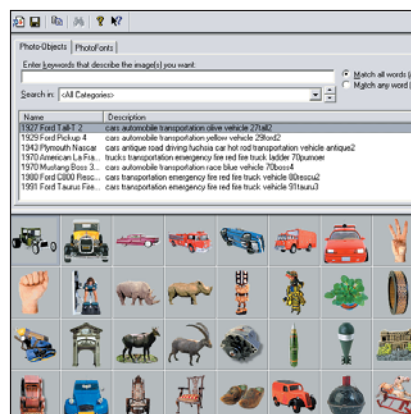 Photo-Objects PhotoFonts
Enter keywords that describe the image(s) you want:
Match all words (
Search in: <All Categories> Match any word (
Name Description
1927 Ford Tall-T 2 cars automobile transportation olive vehicle 27tall2
1929 Ford Pickup 4 cars automobile transportation yellow vehicle 29ford2
1943 Plymouth Nascar cars antique road driving fuchsia car hot rod transportation vehicle antique2
1970 American La Fra... trucks transportation emergency fire red fire truck ladder 70pumoer
1970 Mustang Boss 3... cars automobile transportation race blue vehicle 70boss4
1980 Ford C800 Resc... cars transportation emergency fire red fire truck vehicle 80rescu2
1991 Ford Taurus Fire... cars transportation emergency fire red fire truck vehicle 91tauru3